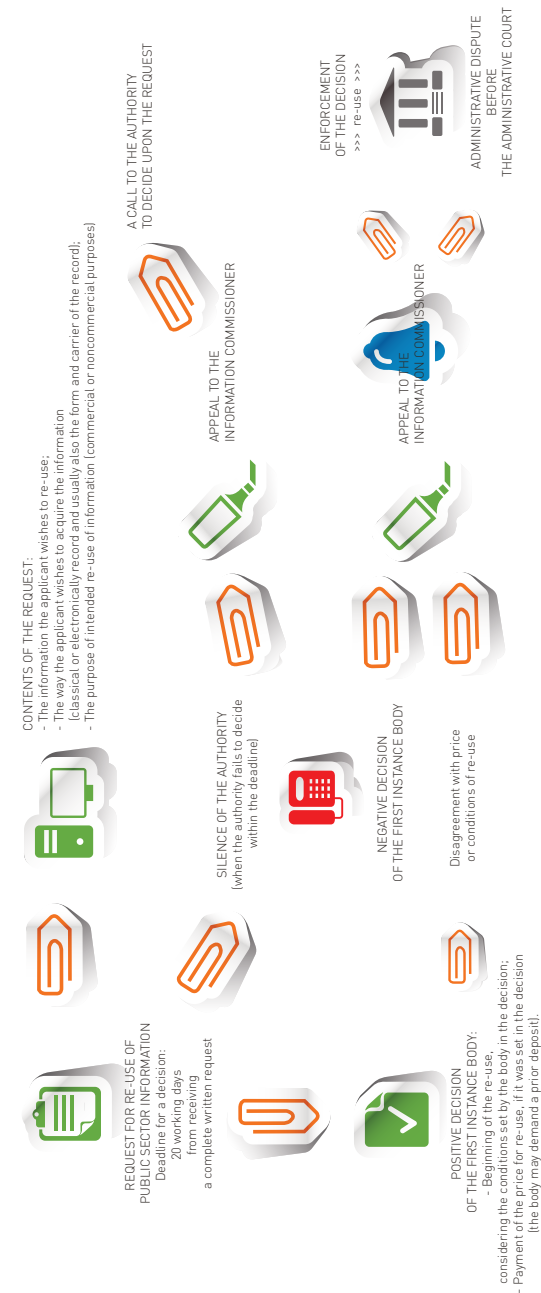 REQUEST FOR RE-USE OF
PUBLIC SECTOR INFORMATION
Deadline for a decision:
20 working days
from receiving
a complete written request
CONTENTS OF THE REQUEST:
- The information the applicant wishes to re-use;
- The way the applicant wishes to acquire the information
(classical or electronically record and usually also the form and carrier of the record);
- The purpose of intended re-use of information (commercial or noncommercial purposes)
SILENCE OF THE AUTHORITY
(when the authority fails to decide
within the deadline)
APPEAL TO THE
INFORMATION COMMISSIONER
A CALL TO THE AUTHORITY
TO DECIDE UPON THE REQUEST
POSITIVE DECISION
OF THE FIRST INSTANCE BODY:
- Beginning of the re-use,
considering the conditions set by the body in the decision;
- Payment of the price for re-use, if it was set in the decision
(the body may demand a prior deposit).
NEGATIVE DECISION
OF THE FIRST INSTANCE BODY
Disagreement with price
or conditions of re-use
APPEAL TO THE
INFORMATION COMMISSIONER
ENFORCEMENT
OF THE DECISION
>>> re-use >>>
ADMINISTRATIVE DISPUTE
BEFORE
THE ADMINISTRATIVE COURT